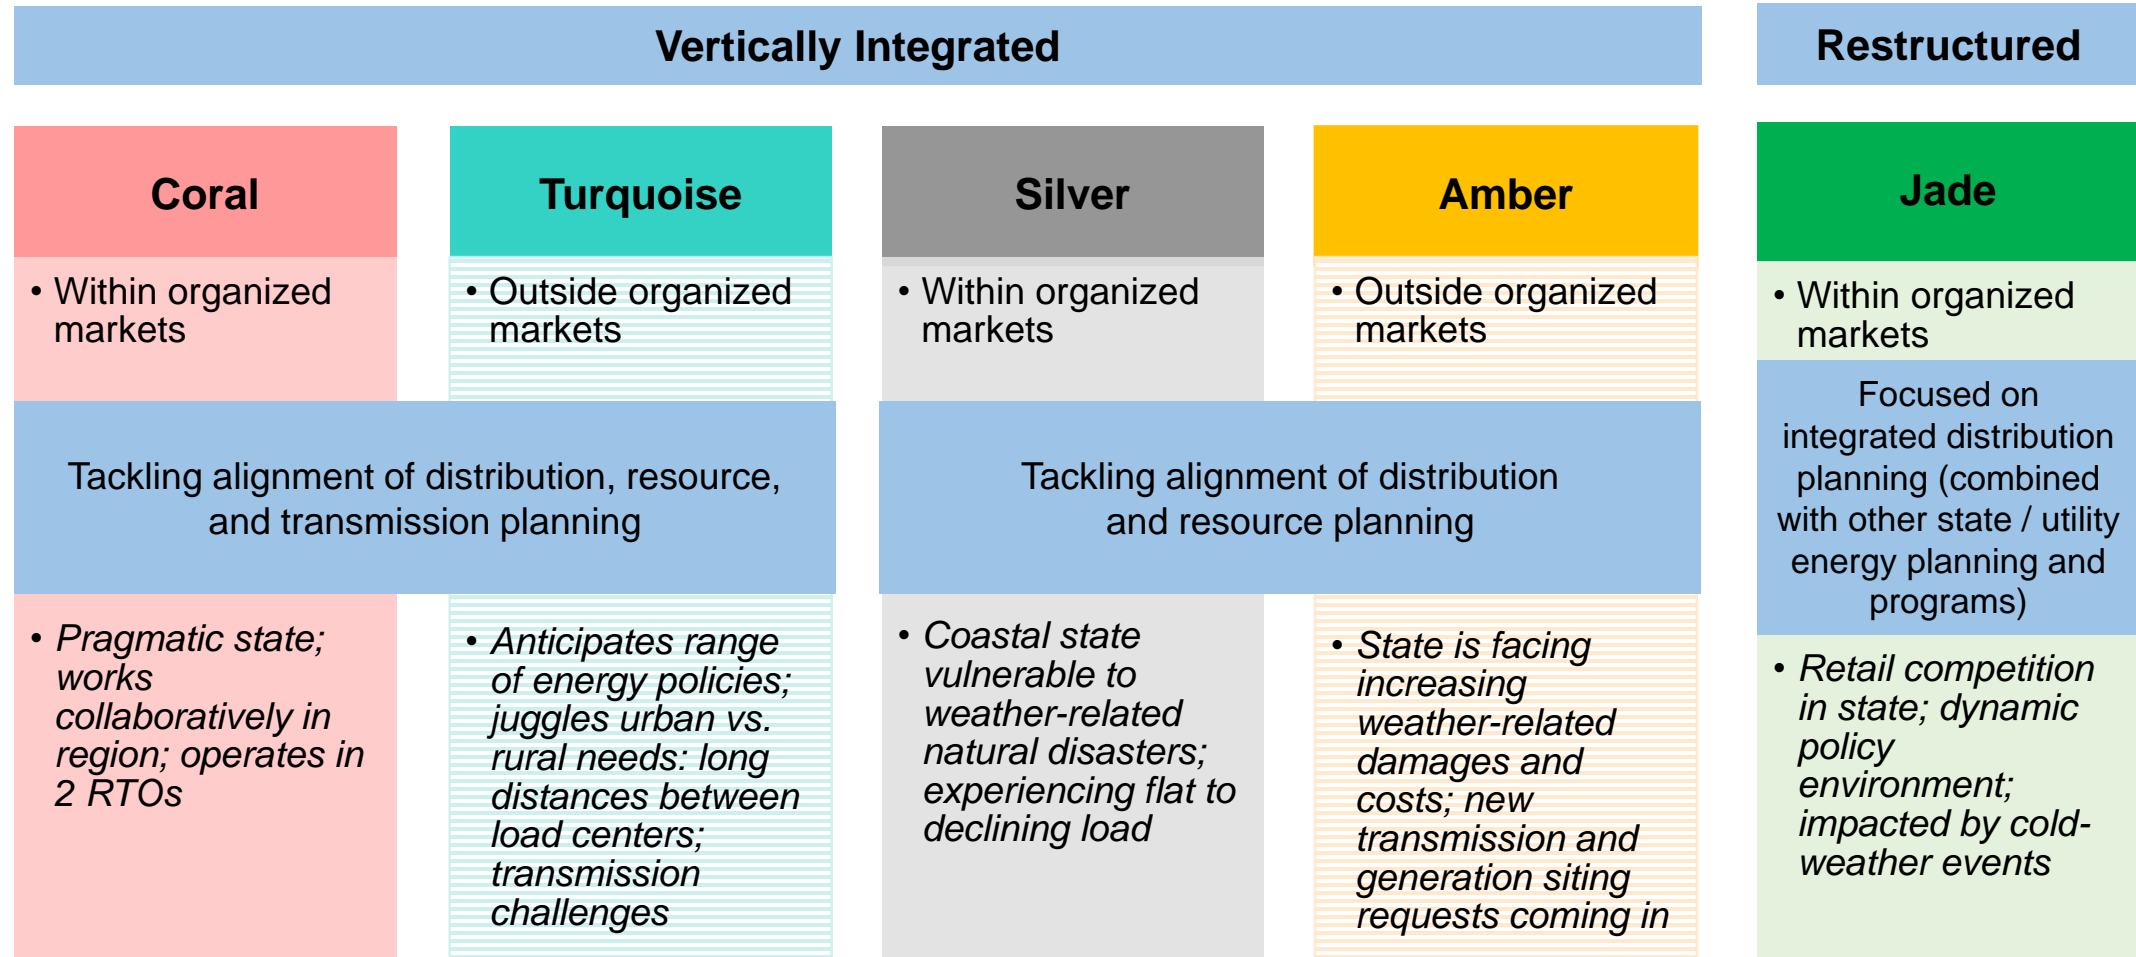 Vertically Integrated
Restructured
Coral
• Within organized
markets
Turquoise
• Outside organized
markets
Tackling alignment of distribution, resource,
and transmission planning
• Pragmatic state;
works
collaboratively in
region; operates in
2 RTOs
• Anticipates range
of energy policies;
juggles urban vs.
rural needs: long
distances between
load centers;
transmission
challenges
Silver
• Within organized
markets
Amber
• Outside organized
markets
Tackling alignment of distribution
and resource planning
• Coastal state
vulnerable to
weather-related
natural disasters;
experiencing flat to
declining load
• State is facing
increasing
weather-related
damages and
costs; new
transmission and
generation siting
requests coming in
Jade
• Within organized
markets
Focused on
integrated distribution
planning (combined
with other state / utility
energy planning and
programs)
• Retail competition
in state; dynamic
policy
environment;
impacted by cold-
weather events